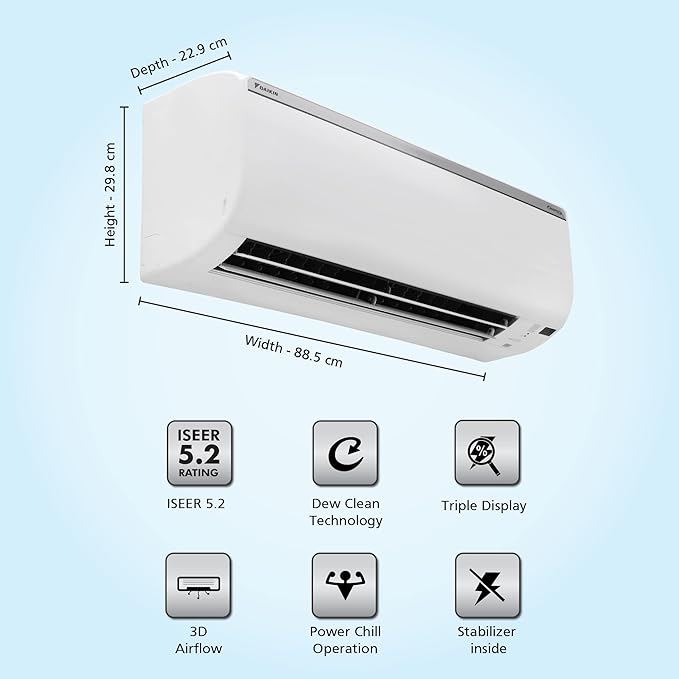 Depth - 22.9 cm
DAIKIN
Height - 29.8 cm
Width - 88.5 cm
ISEER
5.2
RATING
ISEER 5.2
Dew Clean
Technology
%
Triple Display
3D
Airflow
Power Chill
Operation
Stabilizer
inside